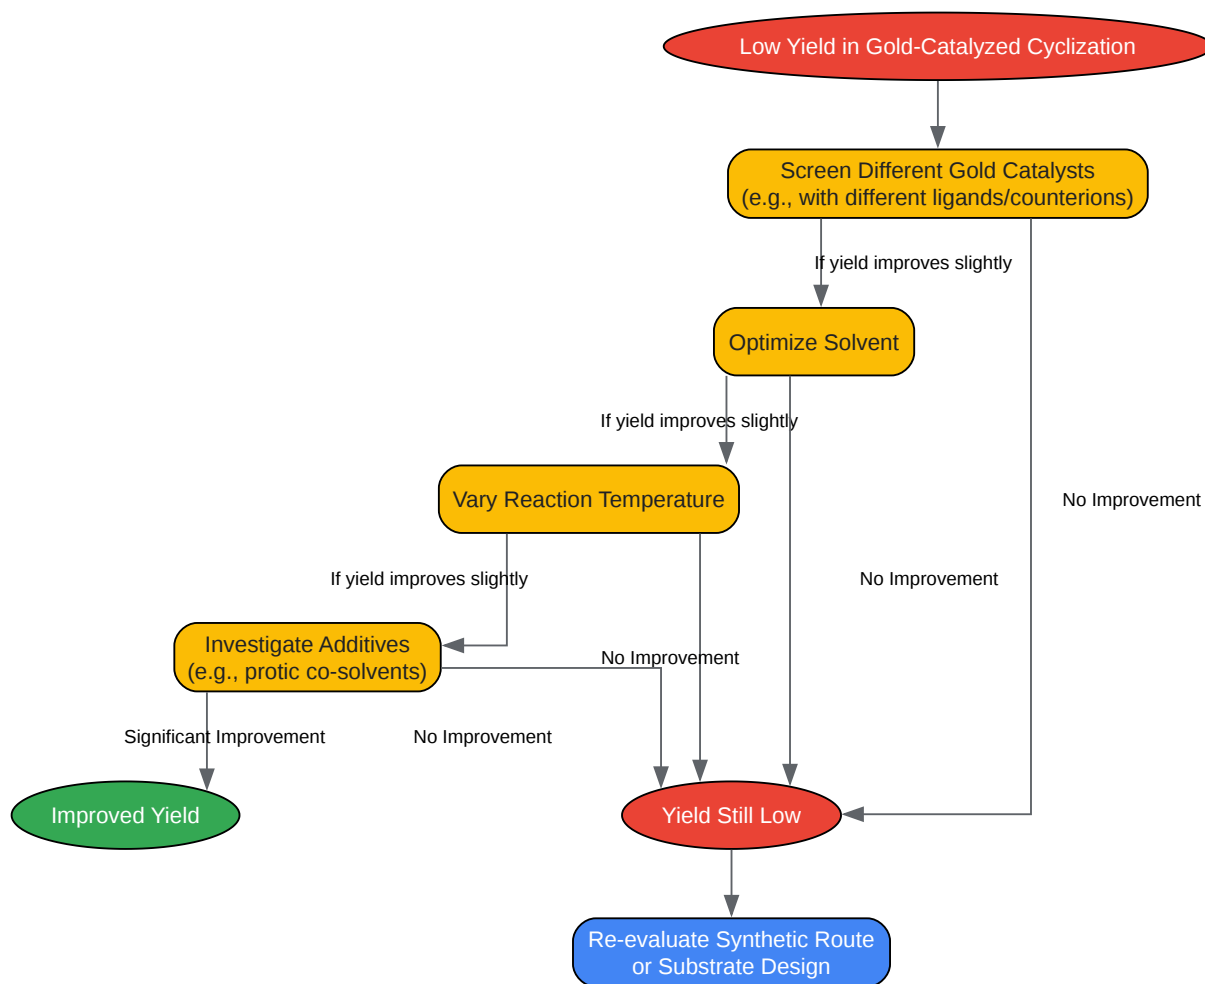 Low Yield in Gold-Catalyzed Cyclization
Screen Different Gold Catalysts
(e.g., with different ligands/counterions)
If yield improves slightly
Optimize Solvent
If yield improves slightly
Vary Reaction Temperature
No Improvement
If yield improves slightly
No Improvement
Investigate Additives
(e.g., protic co-solvents)
No Improvement
Significant Improvement
No Improvement
Improved Yield
Yield Still Low
Re-evaluate Synthetic Route
or Substrate Design